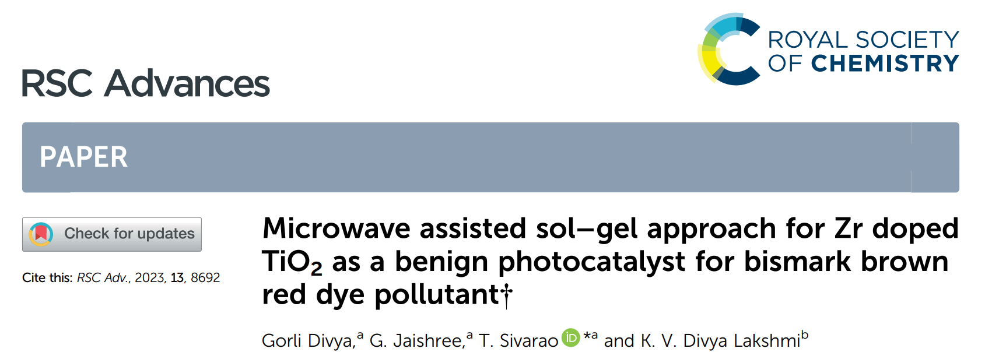 ROYAL SOCIETY
OF CHEMISTRY
RSC Advances
PAPER
Check for updates
Cite this: RSC Adv., 2023, 13, 8692
Microwave assisted sol–gel approach for Zr doped
TiO₂ as a benign photocatalyst for bismark brown
red dye pollutant†
Gorli Divya,ᵃ G. Jaishree,ᵃ T. Sivarao iD *ᵃ and K. V. Divya Lakshmiᵇ